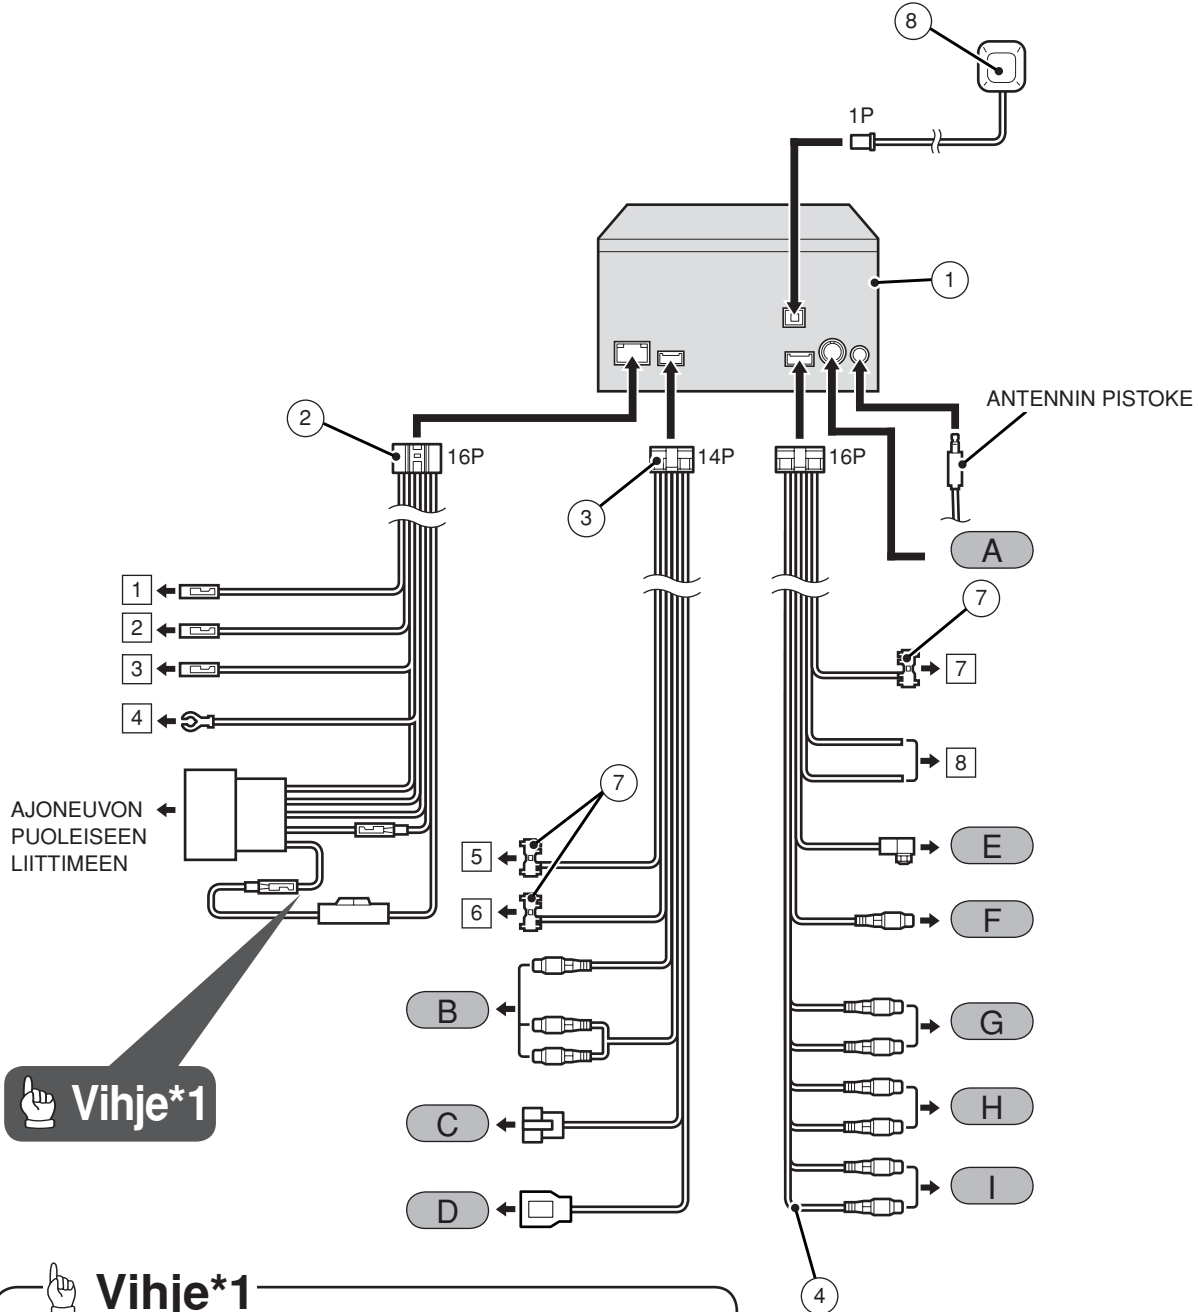 8
1P
1
ANTENNIN PISTOKE
2
16P
14P
16P
3
A
7
1
2
3
7
4
8
7
AJONEUVON
PUOLEISEEN
LIITTIMEEN
5
E
6
F
B
G
Vihje*1
C
H
D
I
Vihje*1
4